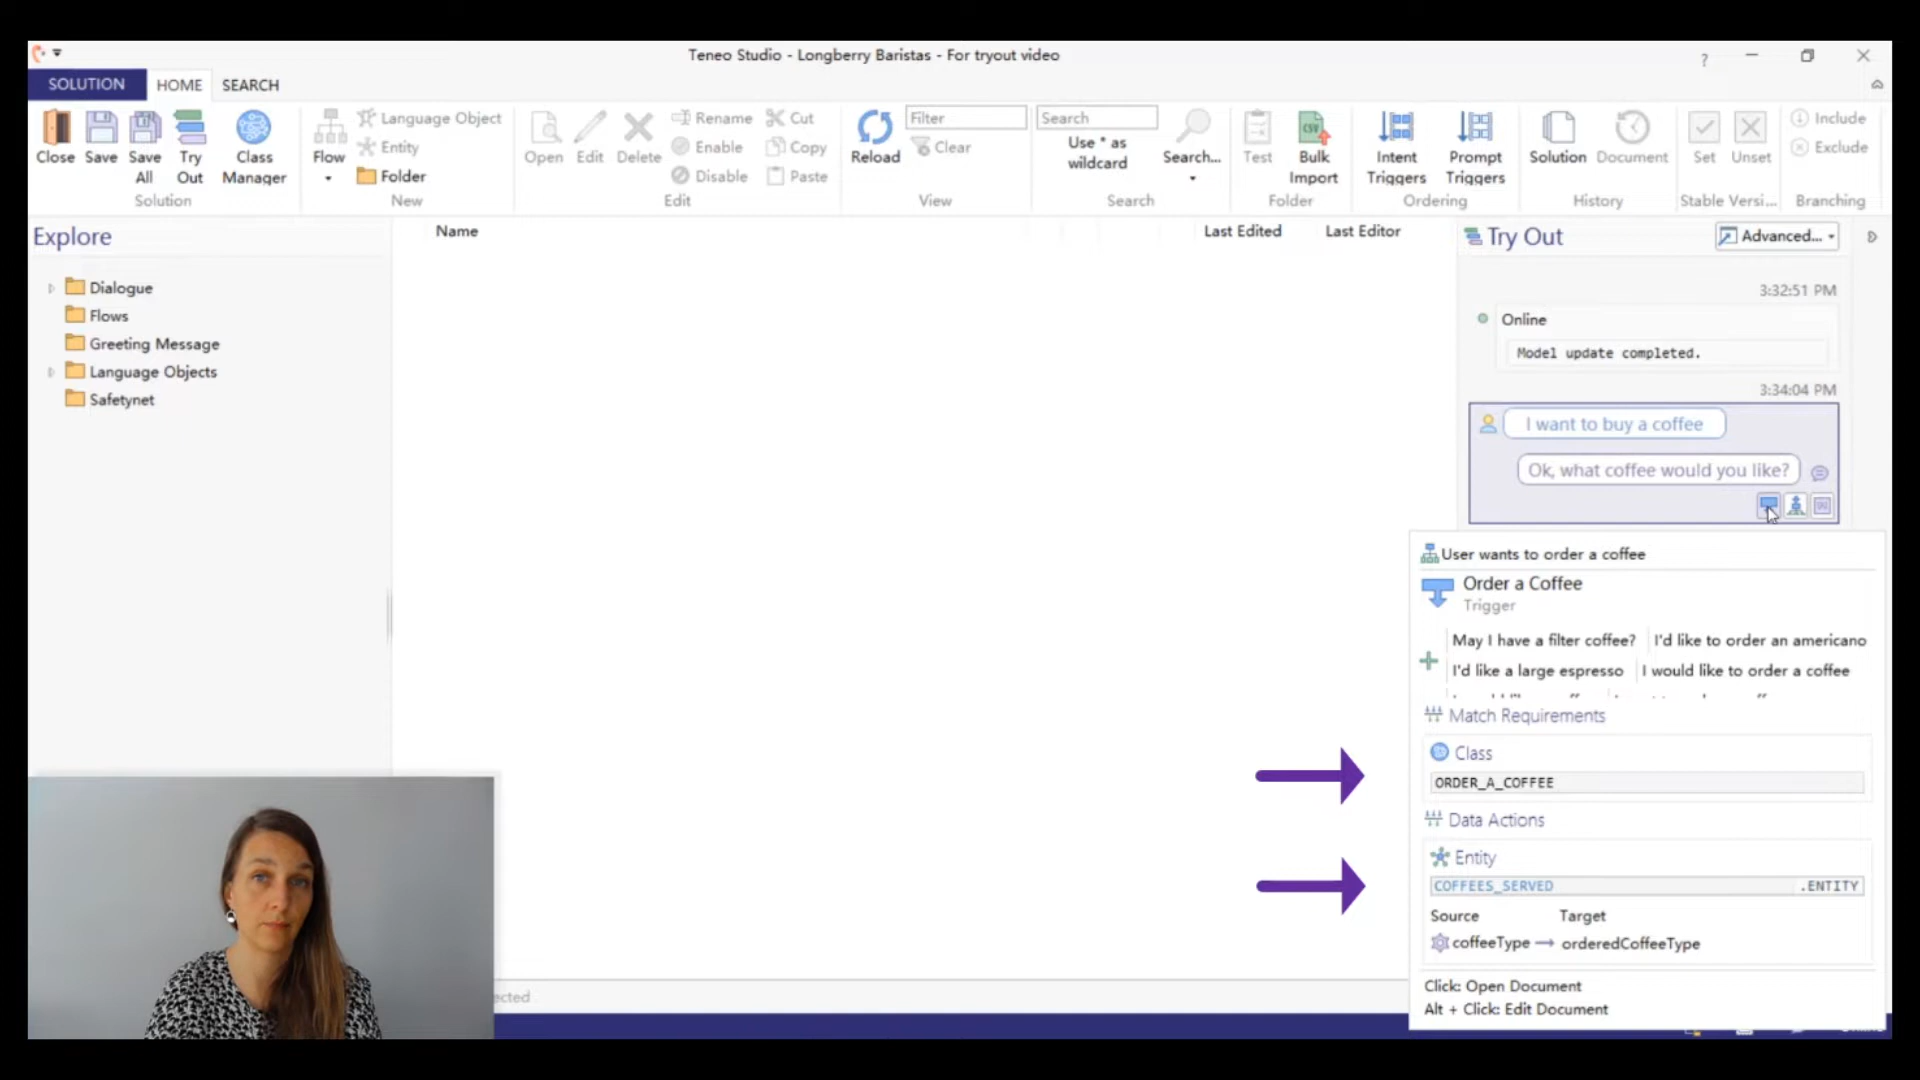 Teneo Studio - Longberry Baristas - For tryout video
?
SOLUTION HOME SEARCH
Close Save Save All Try Out Class Manager
Solution
Flow Language Object Entity Folder
New
Open Edit Delete Rename Enable Disable Cut Copy Paste
Edit
Reload Filter Clear
View
Search
Use * as wildcard
Search...
Search
Test Bulk Import
CSV
Folder
Intent Triggers Prompt Triggers
Ordering
Solution Document
History
Set Unset
Stable Versi...
Include Exclude
Branching
Explore
Dialogue
Flows
Greeting Message
Language Objects
Safetynet
Name Last Edited Last Editor
Try Out Advanced...
3:32:51 PM
Online
Model update completed.
3:34:04 PM
I want to buy a coffee
Ok, what coffee would you like?
User wants to order a coffee
Order a Coffee
Trigger
May I have a filter coffee? I'd like to order an americano
I'd like a large espresso I would like to order a coffee
Match Requirements
Class
ORDER_A_COFFEE
Data Actions
Entity
COFFEES_SERVED .ENTITY
Source Target
coffeeType orderedCoffeeType
Click: Open Document
Alt + Click: Edit Document